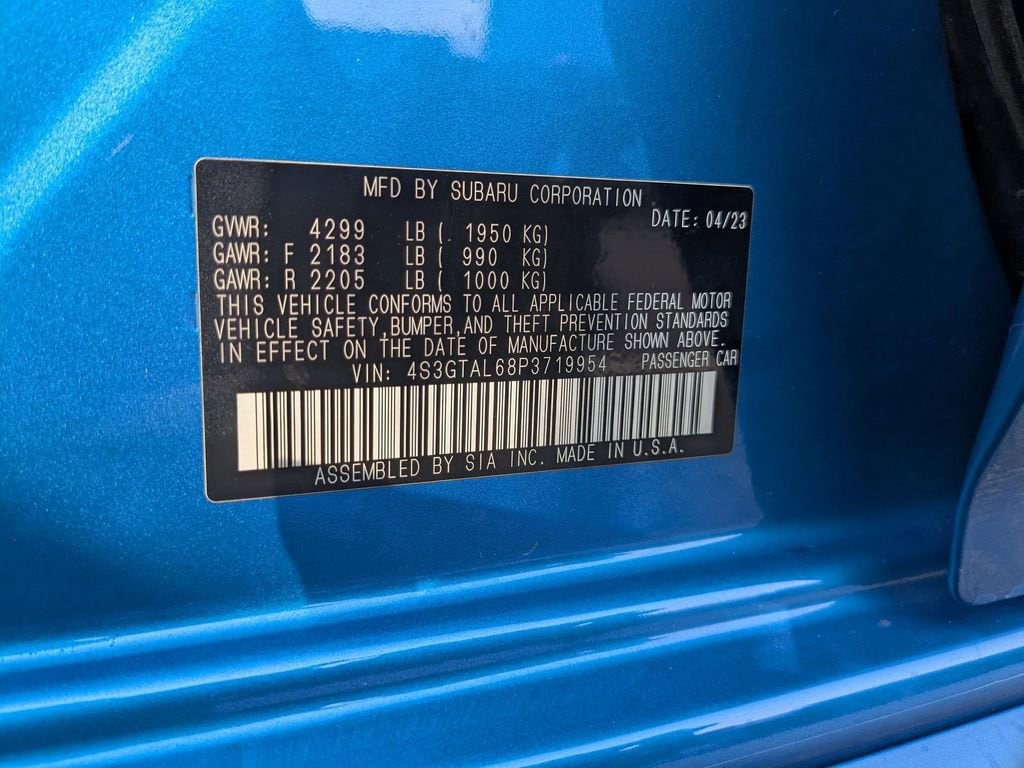 MFD BY SUBARU CORPORATION
DATE: 04/23
GVWR: 4299 LB ( 1950 KG)
GAWR: F 2183 LB ( 990 KG)
GAWR: R 2205 LB ( 1000 KG)
THIS VEHICLE CONFORMS TO ALL APPLICABLE FEDERAL MOTOR
VEHICLE SAFETY, BUMPER, AND THEFT PREVENTION STANDARDS
IN EFFECT ON THE DATE OF MANUFACTURE SHOWN ABOVE.
VIN: 4S3GTAL68P3719954 PASSENGER CAR
ASSEMBLED BY SIA INC. MADE IN U.S.A.